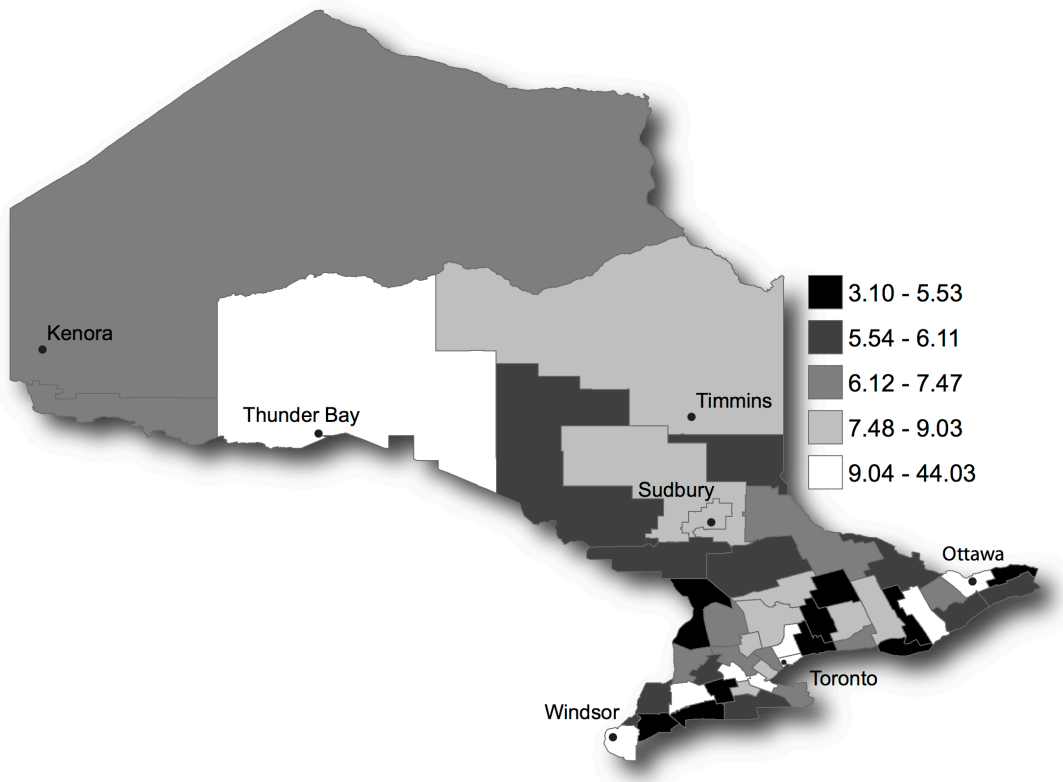 3.10 - 5.53
5.54 - 6.11
Kenora
6.12 - 7.47
Timmins
Thunder Bay
7.48 - 9.03
9.04 - 44.03
Sudbury
Ottawa
Toronto
Windsor